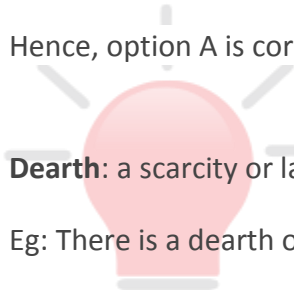 Hence, option A is cor
Dearth: a scarcity or la
Eg: There is a dearth o